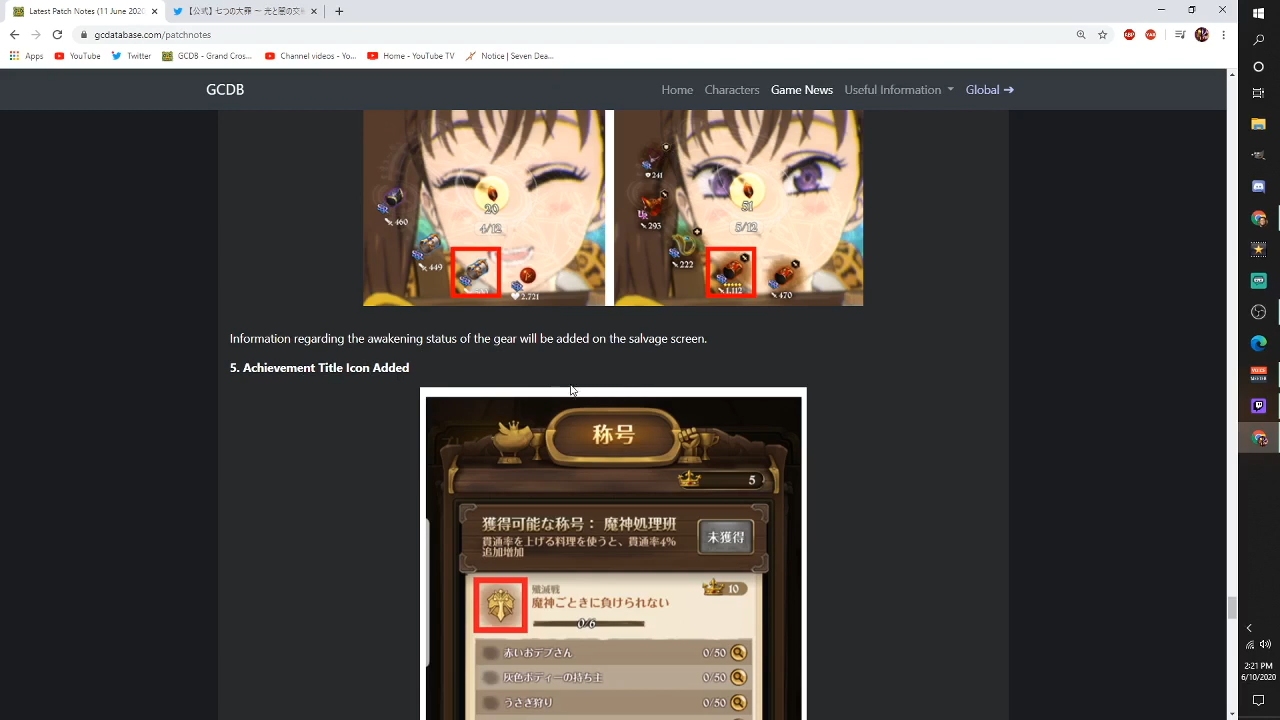 Latest Patch Notes (11 June 2020
【公式】七つの大罪 〜 光と闇の交戦
gcdatabase.com/patchnotes
Apps
YouTube
Twitter
GCDB - Grand Cros...
Channel videos - Yo...
Home - YouTube TV
Notice | Seven Dea...
GCDB
Home
Characters
Game News
Useful Information
Global
20
4/12
460
449
2,721
241
293
51
5/12
222
1,112
470
Information regarding the awakening status of the gear will be added on the salvage screen.
5. Achievement Title Icon Added
称号
5
獲得可能な称号： 魔神処理班
貫通率を上げる料理を使うと、貫通率4%
追加増加
未獲得
殲滅戦
魔神ごときに負けられない
10
0/6
赤いおデブさん 0/50
灰色ボディーの持ち主 0/50
うさぎ狩り 0/50
2:21 PM
6/10/2020